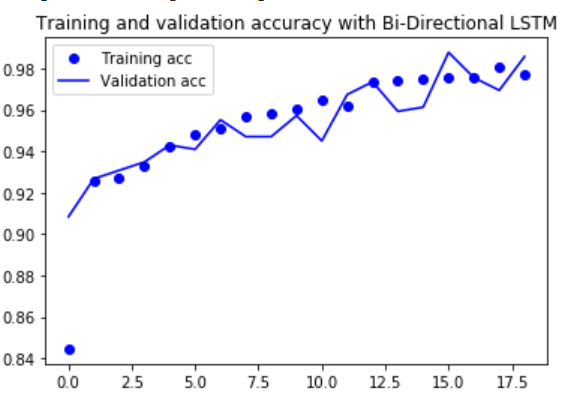 Training and validation accuracy with Bi-Directional LSTM
Training acc
Validation acc
0.98
0.96
0.94
0.92
0.90
0.88
0.86
0.84
0.0 2.5 5.0 7.5 10.0 12.5 15.0 17.5